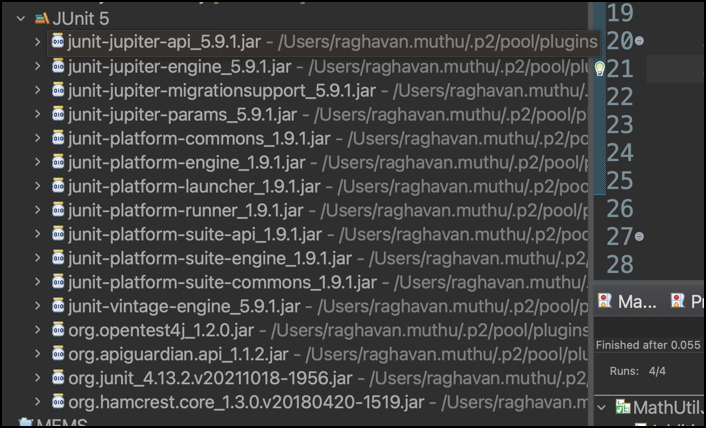 JUnit 5
junit-jupiter-api_5.9.1.jar - /Users/raghavan.muthu/.p2/pool/plugins
junit-jupiter-engine_5.9.1.jar - /Users/raghavan.muthu/.p2/pool/plu
junit-jupiter-migrationsupport_5.9.1.jar - /Users/raghavan.muthu/.
junit-jupiter-params_5.9.1.jar - /Users/raghavan.muthu/.p2/pool/p
junit-platform-commons_1.9.1.jar - /Users/raghavan.muthu/.p2/po
junit-platform-engine_1.9.1.jar - /Users/raghavan.muthu/.p2/pool/p
junit-platform-launcher_1.9.1.jar - /Users/raghavan.muthu/.p2/pool
junit-platform-runner_1.9.1.jar - /Users/raghavan.muthu/.p2/pool/p
junit-platform-suite-api_1.9.1.jar - /Users/raghavan.muthu/.p2/poo
junit-platform-suite-engine_1.9.1.jar - /Users/raghavan.muthu/.p2/
junit-platform-suite-commons_1.9.1.jar - /Users/raghavan.muthu/.
junit-vintage-engine_5.9.1.jar - /Users/raghavan.muthu/.p2/pool/p
org.opentest4j_1.2.0.jar - /Users/raghavan.muthu/.p2/pool/plugins
org.apiguardian.api_1.1.2.jar - /Users/raghavan.muthu/.p2/pool/plu
org.junit_4.13.2.v20211018-1956.jar - /Users/raghavan.muthu/.p2/
org.hamcrest.core_1.3.0.v20180420-1519.jar - /Users/raghavan.m
MEMS
19
20
21
22
23
24
25
26
27
28
Ma...
Finished after 0.055
Runs: 4/4
MathUtilJ